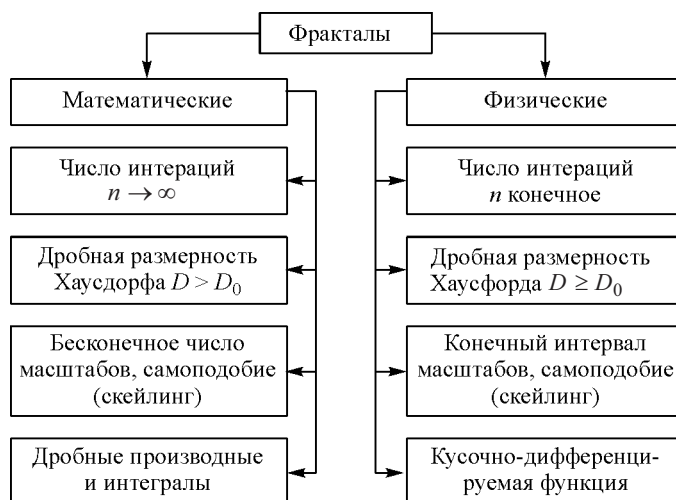 Фракталы
Математические
Число интераций
n → ∞
Дробная размерность
Хаусдорфа D > D₀
Бесконечное число
масштабов, самоподобие
(скейлинг)
Дробные производные
и интегралы
Физические
Число интераций
n конечное
Дробная размерность
Хаусфорда D ≥ D₀
Конечный интервал
масштабов, самоподобие
(скейлинг)
Кусочно-дифференци-
руемая функция